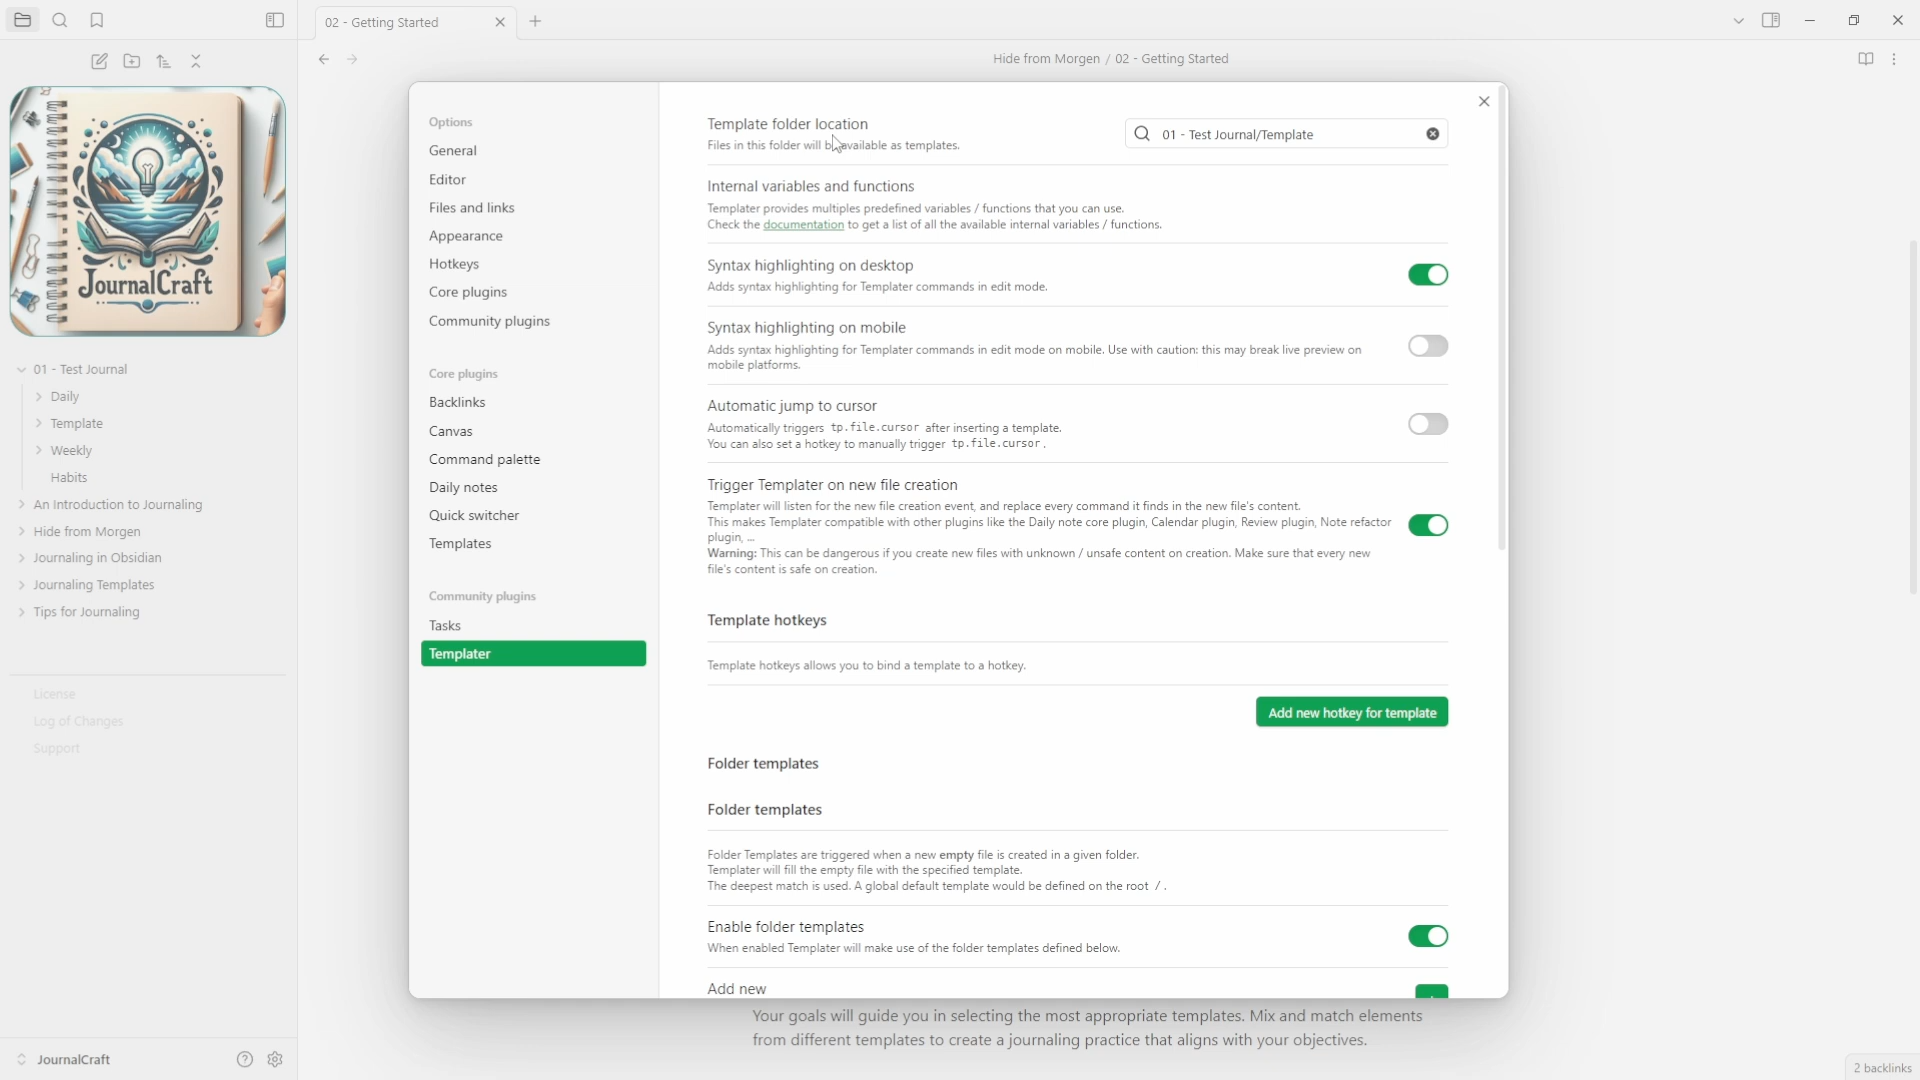 02 - Getting Started
Hide from Morgen / 02 - Getting Started
JournalCraft
01 - Test Journal
Daily
Template
Weekly
Habits
An Introduction to Journaling
Hide from Morgen
Journaling in Obsidian
Journaling Templates
Tips for Journaling
License
Log of Changes
Support
JournalCraft
Options
General
Editor
Files and links
Appearance
Hotkeys
Core plugins
Community plugins
Core plugins
Backlinks
Canvas
Command palette
Daily notes
Quick switcher
Templates
Community plugins
Tasks
Templater
Template folder location
Files in this folder will be available as templates.
01 - Test Journal/Template
Internal variables and functions
Templater provides multiples predefined variables / functions that you can use.
Check the documentation to get a list of all the available internal variables / functions.
Syntax highlighting on desktop
Adds syntax highlighting for Templater commands in edit mode.
Syntax highlighting on mobile
Adds syntax highlighting for Templater commands in edit mode on mobile. Use with caution: this may break live preview on
mobile platforms.
Automatic jump to cursor
Automatically triggers tp.file.cursor after inserting a template.
You can also set a hotkey to manually trigger tp.file.cursor.
Trigger Templater on new file creation
Templater will listen for the new file creation event, and replace every command it finds in the new file's content.
This makes Templater compatible with other plugins like the Daily note core plugin, Calendar plugin, Review plugin, Note refactor
plugin, ...
Warning: This can be dangerous if you create new files with unknown / unsafe content on creation. Make sure that every new
file's content is safe on creation.
Template hotkeys
Template hotkeys allows you to bind a template to a hotkey.
Add new hotkey for template
Folder templates
Folder templates
Folder Templates are triggered when a new empty file is created in a given folder.
Templater will fill the empty file with the specified template.
The deepest match is used. A global default template would be defined on the root /.
Enable folder templates
When enabled Templater will make use of the folder templates defined below.
Add new
Your goals will guide you in selecting the most appropriate templates. Mix and match elements
from different templates to create a journaling practice that aligns with your objectives.
2 backlinks